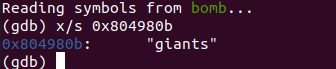 Reading symbols from bomb...
(gdb) x/s 0x804980b
0x804980b:      "giants"
(gdb)